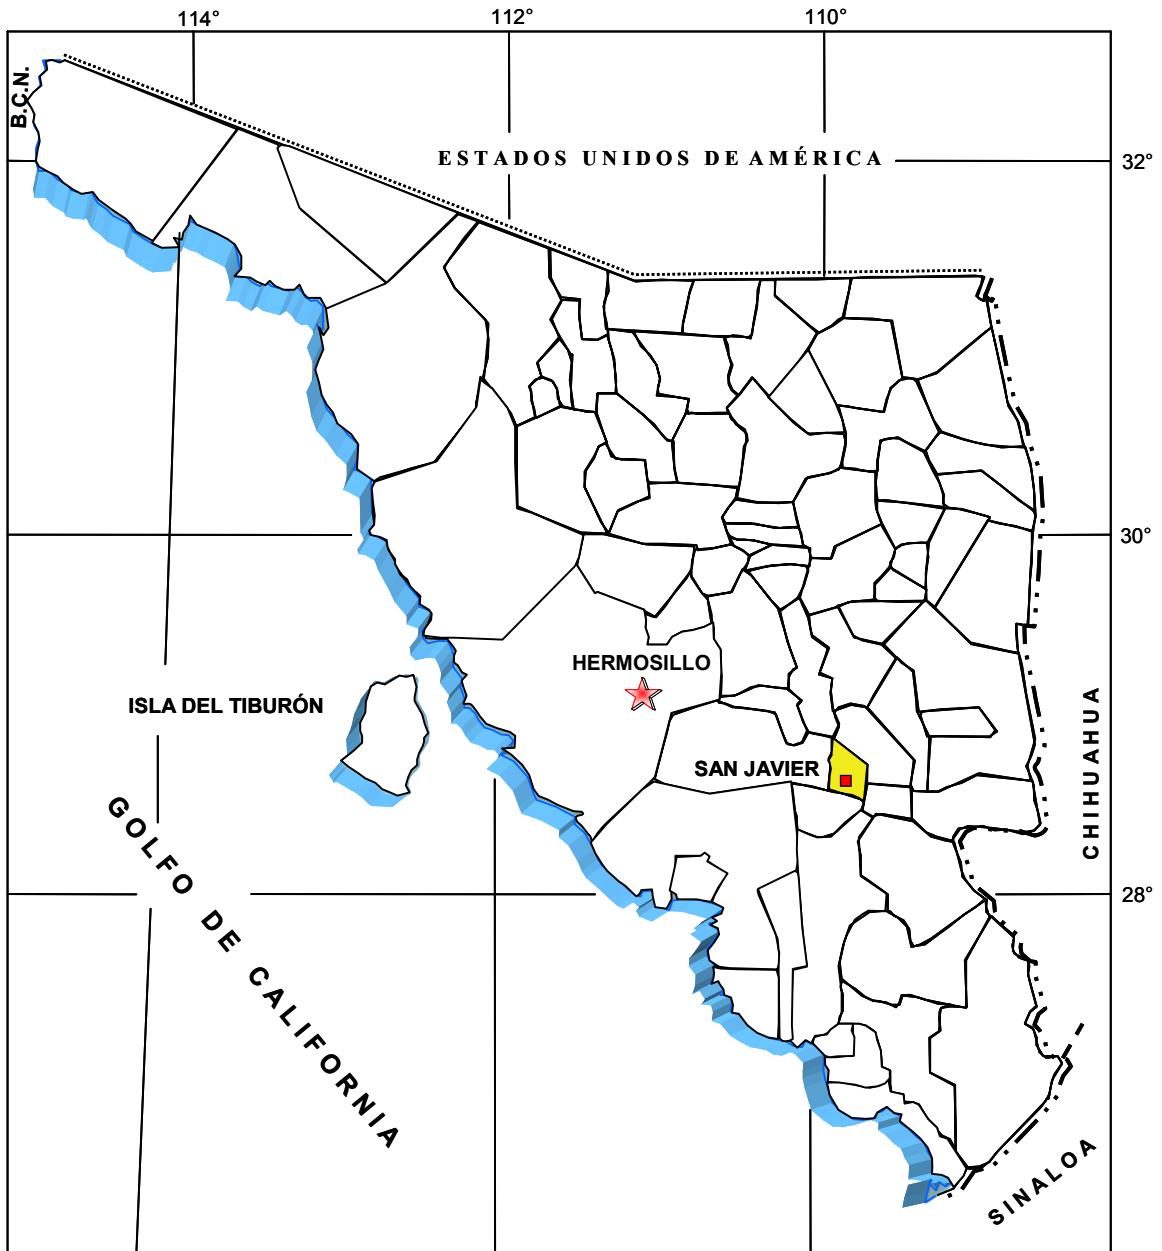 114°
112°
110°
B.C.N.
ESTADOS UNIDOS DE AMÉRICA
32°
30°
HERMOSILLO
ISLA DEL TIBURÓN
SAN JAVIER
CHIHUAHUA
GOLFO DE CALIFORNIA
28°
SINALOA